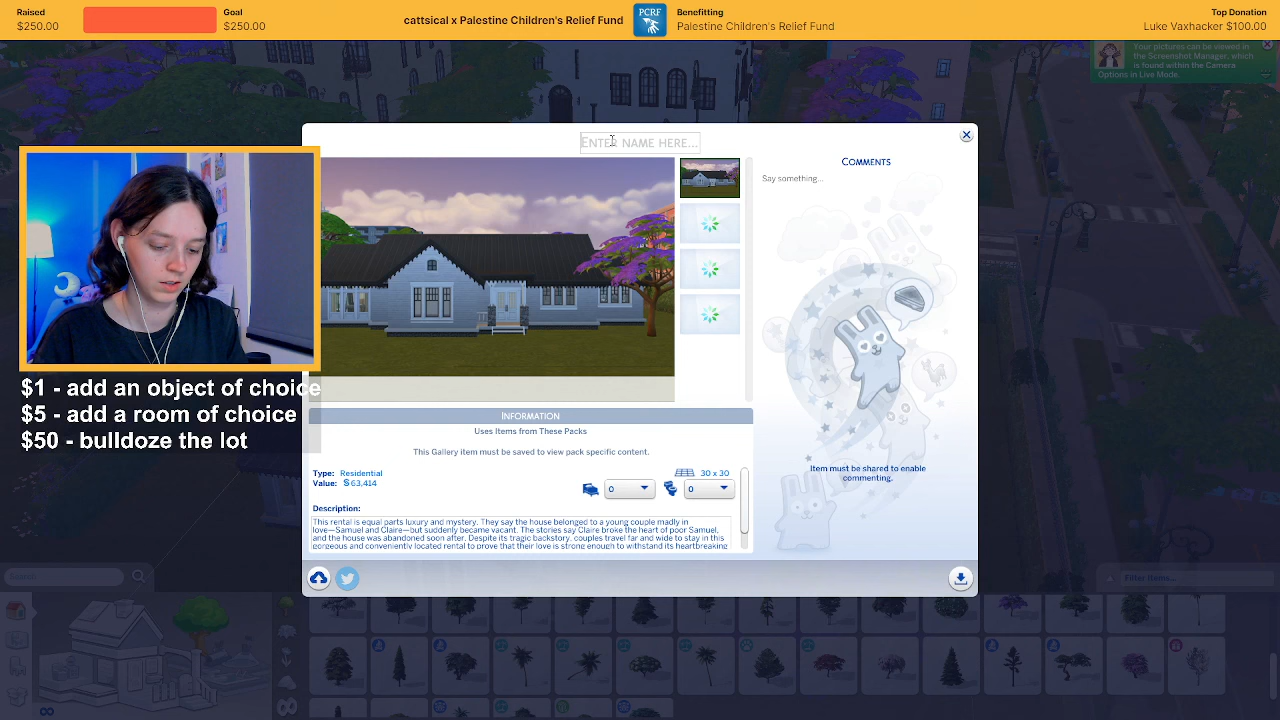 Raised
$250.00
Goal
$250.00
cattsical x Palestine Children's Relief Fund
PCRF
Benefitting
Palestine Children's Relief Fund
Top Donation
Luke Vaxhacker $100.00
Your pictures can be viewed in
the Screenshot Manager, which
is found within the Camera
Options in Live Mode.
Enter name here...
Comments
Say something...
Item must be shared to enable
commenting.
$1 - add an object of choice
$5 - add a room of choice
$50 - bulldoze the lot
Information
Uses Items from These Packs
This Gallery item must be saved to view pack specific content.
Type: Residential
Value: §63,414
30 x 30
0
0
Description:
This rental is equal parts luxury and mystery. They say the house belonged to a young couple madly in
love—Samuel and Claire—but suddenly became vacant. The stories say Claire broke the heart of poor Samuel,
and the house was abandoned soon after. Despite its tragic backstory, couples travel far and wide to stay in this
gorgeous and conveniently located rental to prove that their love is strong enough to withstand its heartbreaking
Search
Filter Items...